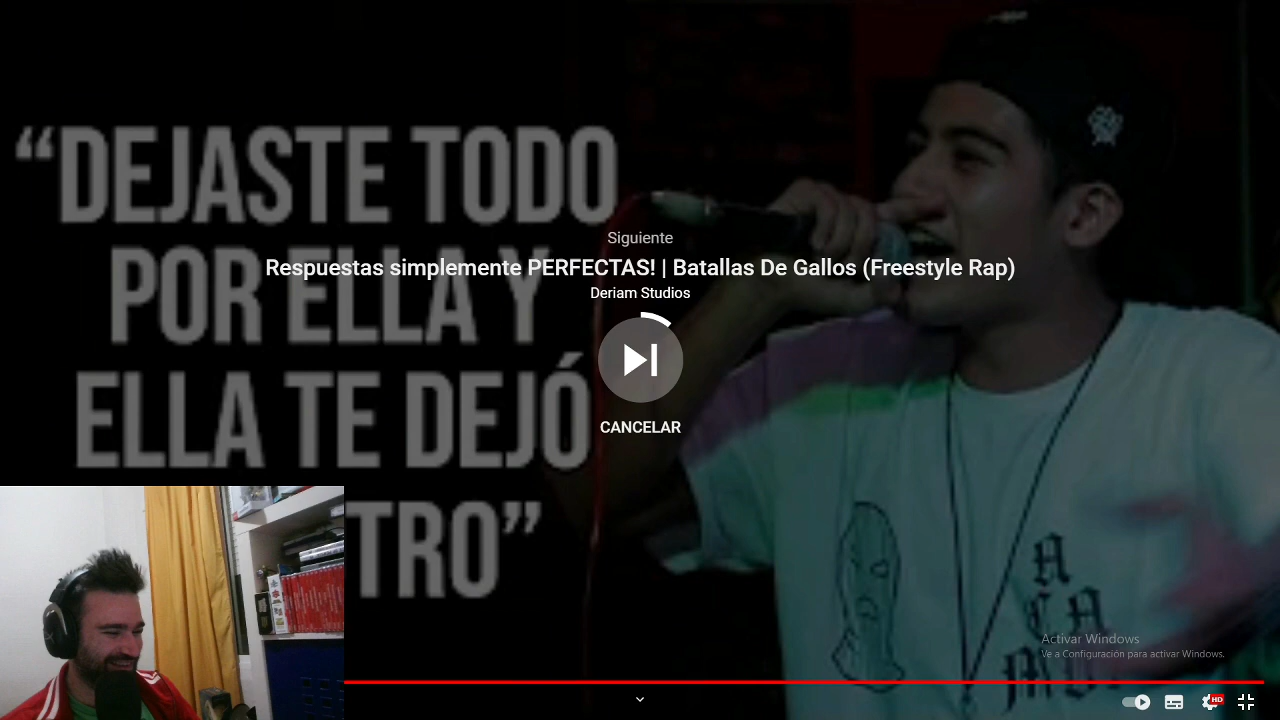 “DEJASTE TODO
POR ELLA Y
ELLA TE DEJÓ
TRO”
Siguiente
Respuestas simplemente PERFECTAS! | Batallas De Gallos (Freestyle Rap)
Deriam Studios
CANCELAR
A
ACA
Activar Windows
Ve a Configuración para activar Windows.
HD